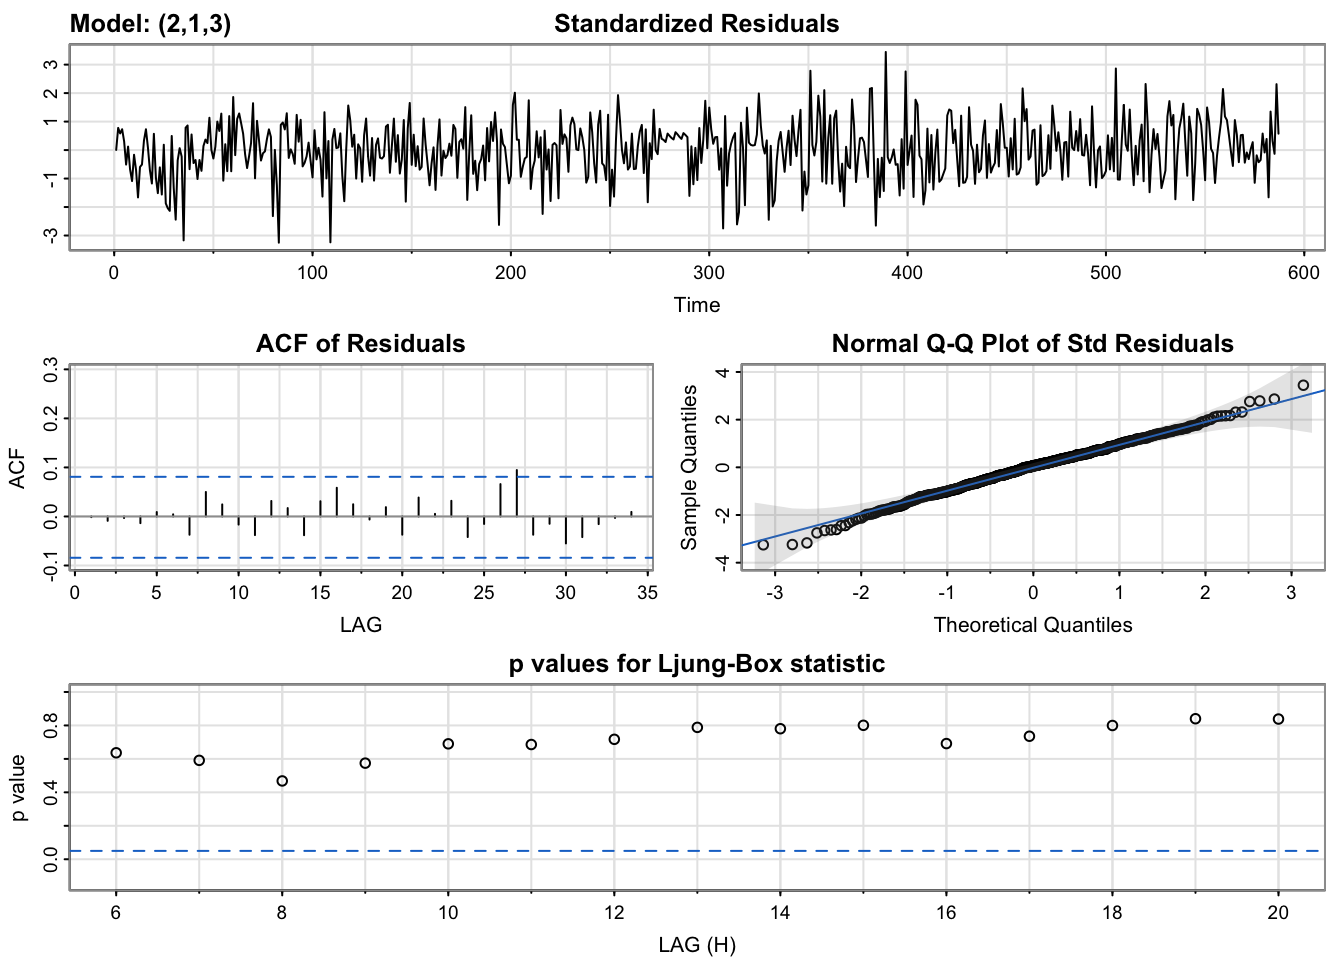 Model: (2,1,3) Standardized Residuals
3
2
1
-1
-3
0 100 200 300 400 500 600
Time
ACF of Residuals
ACF
0.3
0.2
0.1
0.0
-0.1
0 5 10 15 20 25 30 35
LAG
Normal Q-Q Plot of Std Residuals
Sample Quantiles
4
2
0
-2
-4
-3 -2 -1 0 1 2 3
Theoretical Quantiles
p values for Ljung-Box statistic
p value
0.8
0.4
0.0
6 8 10 12 14 16 18 20
LAG (H)